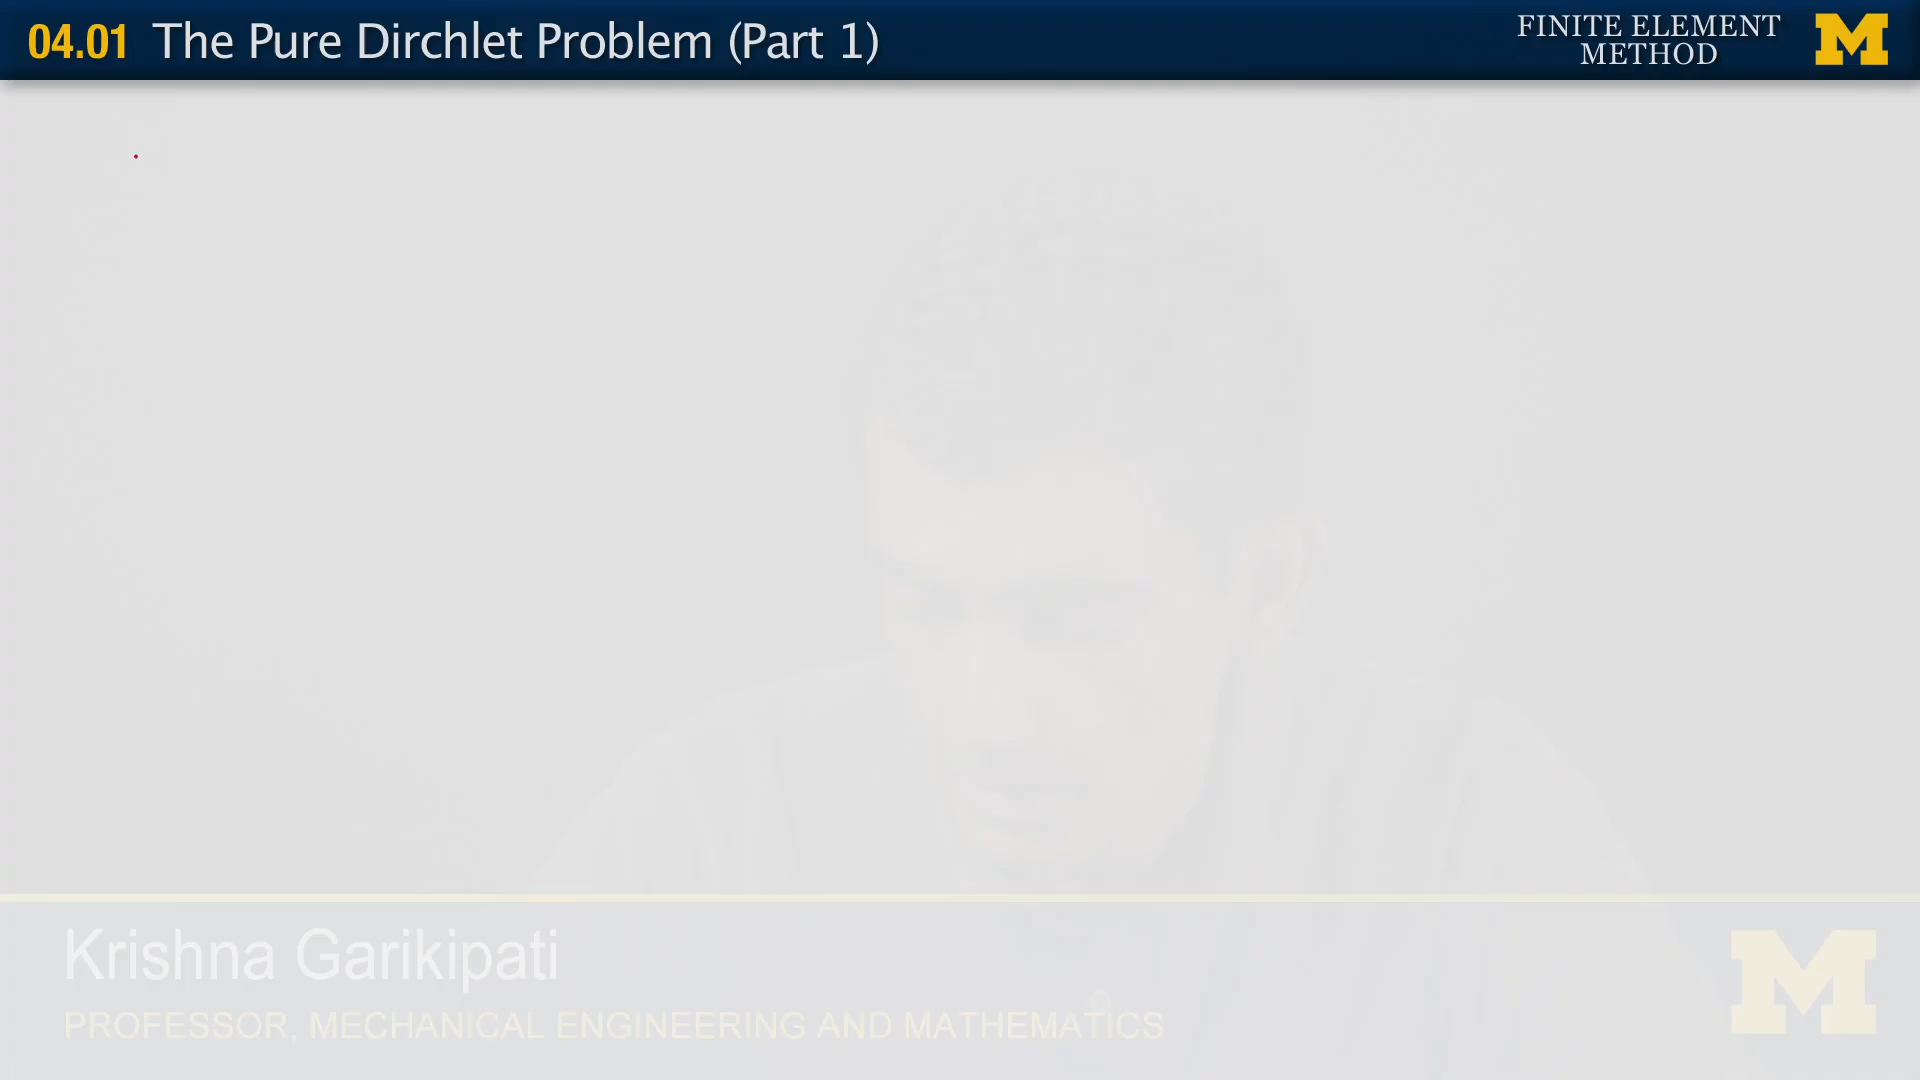 04.01 The Pure Dirchlet Problem (Part 1)
FINITE ELEMENT
METHOD
M
Krishna Garikipati
PROFESSOR, MECHANICAL ENGINEERING AND MATHEMATICS
M